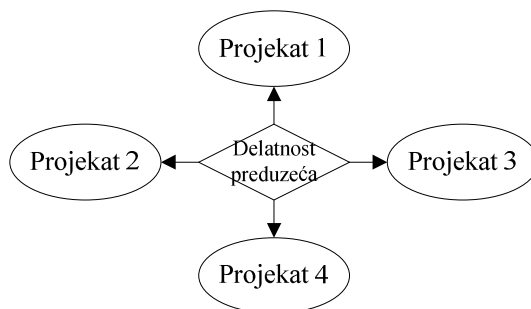 Projekat 1
Projekat 2
Delatnost
preduzeća
Projekat 3
Projekat 4